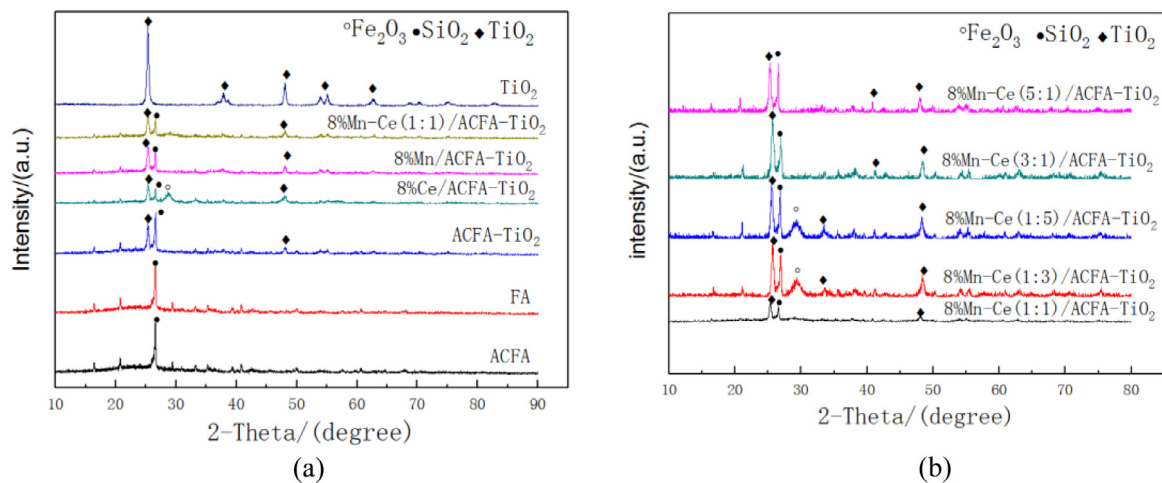 °Fe₂O₃ ●SiO₂ ◆TiO₂
TiO₂
8%Mn-Ce(1:1)/ACFA-TiO₂
8%Mn/ACFA-TiO₂
8%Ce/ACFA-TiO₂
ACFA-TiO₂
FA
ACFA
Intensity/(a.u.)
10 20 30 40 50 60 70 80 90
2-Theta/(degree)
(a)
°Fe₂O₃ ●SiO₂ ◆TiO₂
8%Mn-Ce(5:1)/ACFA-TiO₂
8%Mn-Ce(3:1)/ACFA-TiO₂
8%Mn-Ce(1:5)/ACFA-TiO₂
8%Mn-Ce(1:3)/ACFA-TiO₂
8%Mn-Ce(1:1)/ACFA-TiO₂
intensity/(a.u.)
10 20 30 40 50 60 70 80
2-Theta/(degree)
(b)